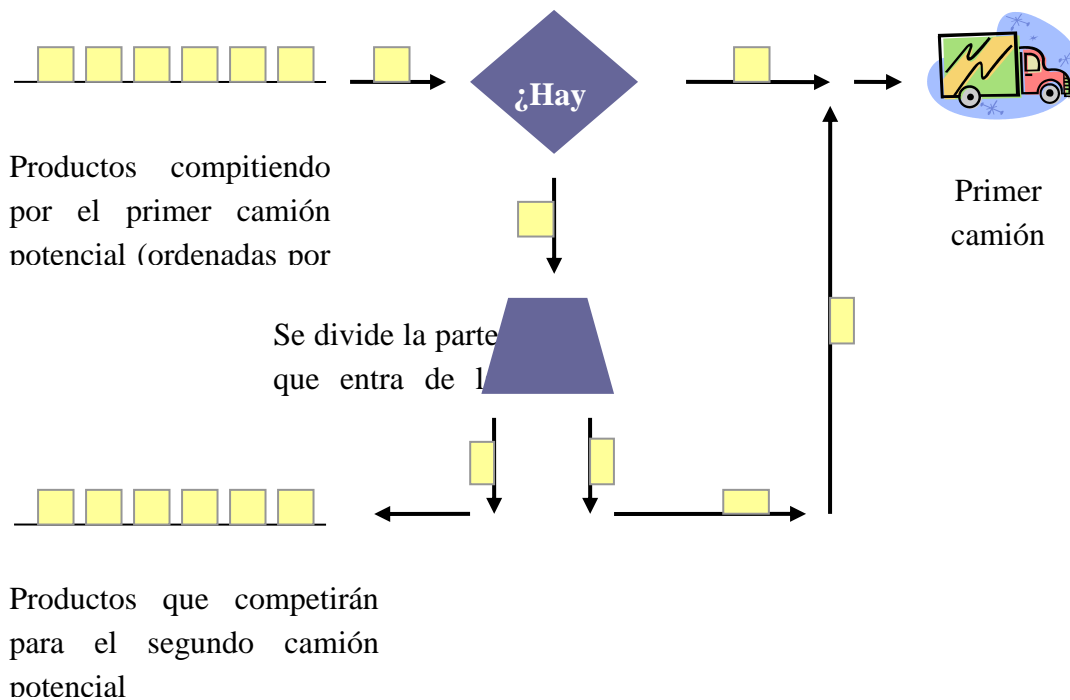 ¿Hay
Productos compitiendo
por el primer camión
potencial (ordenadas por
Primer
camión
Se divide la parte
que entra de l
Productos que competirán
para el segundo camión
potencial